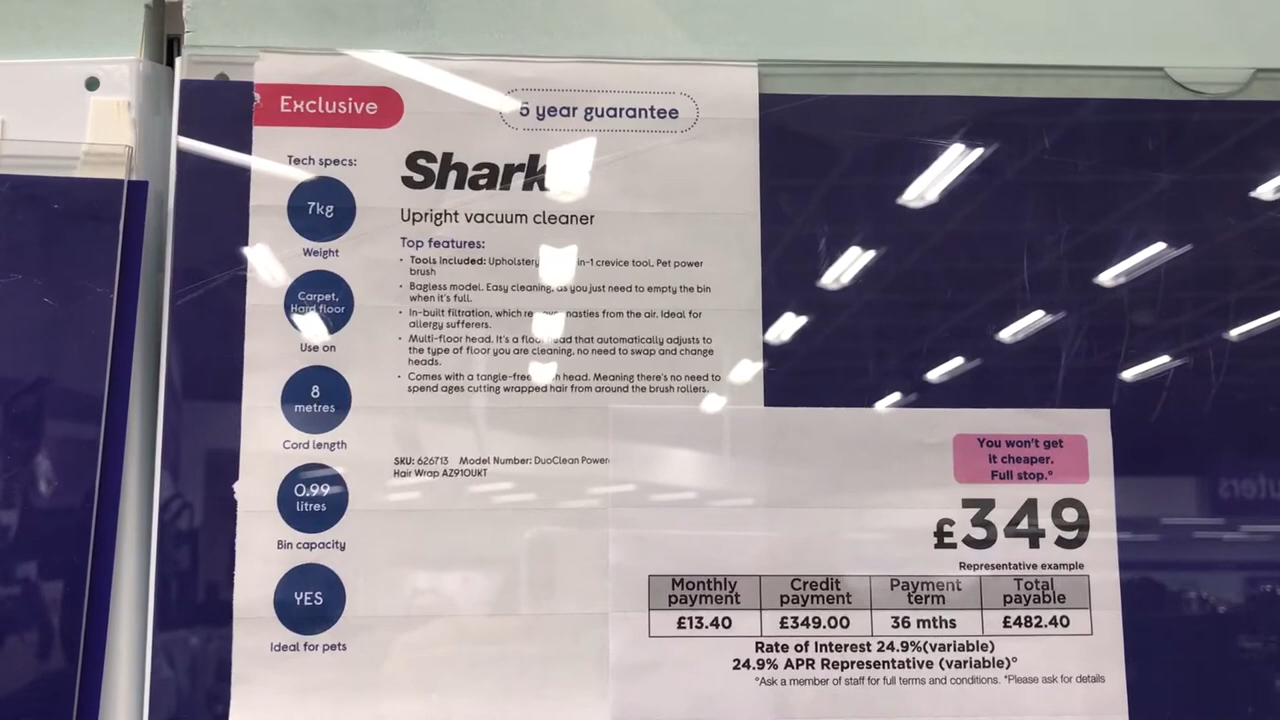 Exclusive
5 year guarantee
Tech specs:
7kg
Weight
Carpet,
Hard floor
Use on
8
metres
Cord length
0.99
litres
Bin capacity
YES
Ideal for pets
Shark
Upright vacuum cleaner
Top features:
• Tools included: Upholstery in-1 crevice tool, Pet power
brush
• Bagless model. Easy cleaning, as you just need to empty the bin
when it's full.
• In-built filtration, which nasties from the air. Ideal for
allergy sufferers.
• Multi-floor head. It's a floor head that automatically adjusts to
the type of floor you are cleaning, no need to swap and change
heads.
• Comes with a tangle-free head. Meaning there's no need to
spend ages cutting wrapped hair from around the brush rollers.
SKU: 626713 Model Number: DuoClean Power
Hair Wrap AZ910UKT
You won't get
it cheaper.
Full stop.°
£349
Representative example
Monthly payment Credit payment Payment term Total payable
£13.40 £349.00 36 mths £482.40
Rate of Interest 24.9%(variable)
24.9% APR Representative (variable)°
°Ask a member of staff for full terms and conditions. *Please ask for details